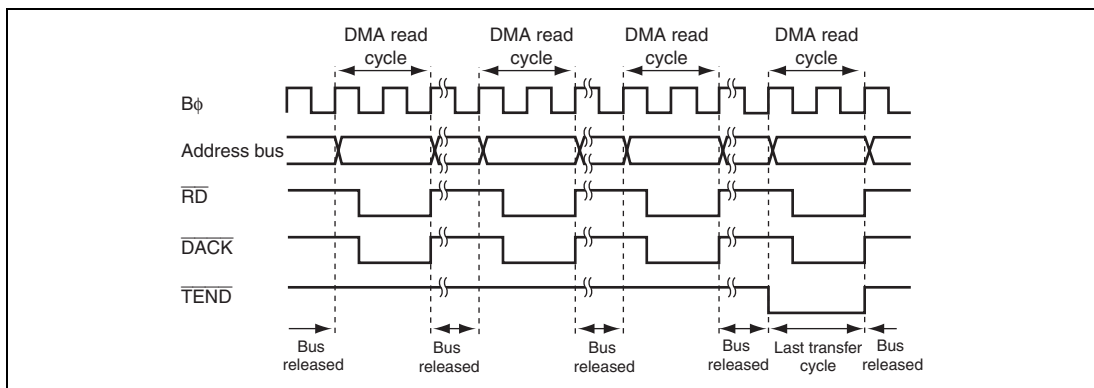 DMA read cycle
DMA read cycle
DMA read cycle
DMA read cycle
Bϕ
Address bus
RD
DACK
TEND
Bus released
Bus released
Bus released
Bus released
Last transfer cycle
Bus released